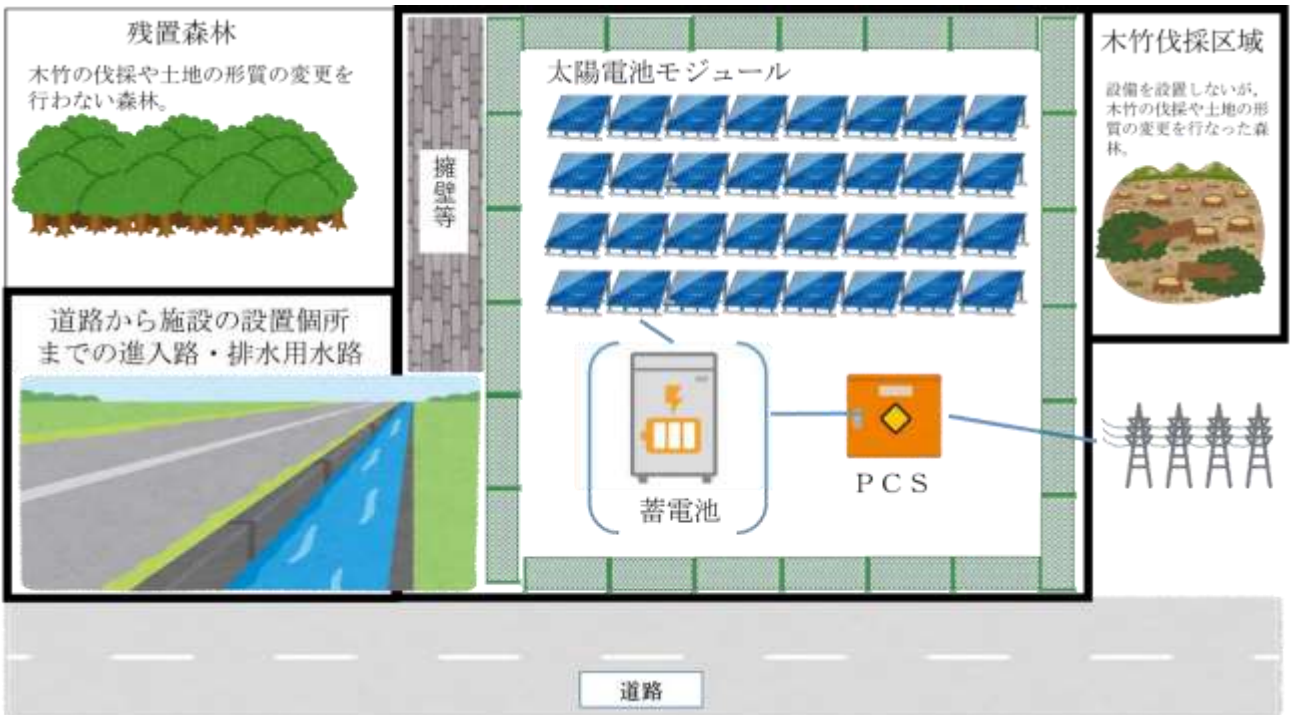 残置森林
木竹の伐採や土地の形質の変更を
行わない森林。
擁壁等
太陽電池モジュール
木竹伐採区域
設備を設置しないが、
木竹の伐採や土地の形
質の変更を行なった森
林。
道路から施設の設置個所
までの進入路・排水用水路
蓄電池
ＰＣＳ
道路